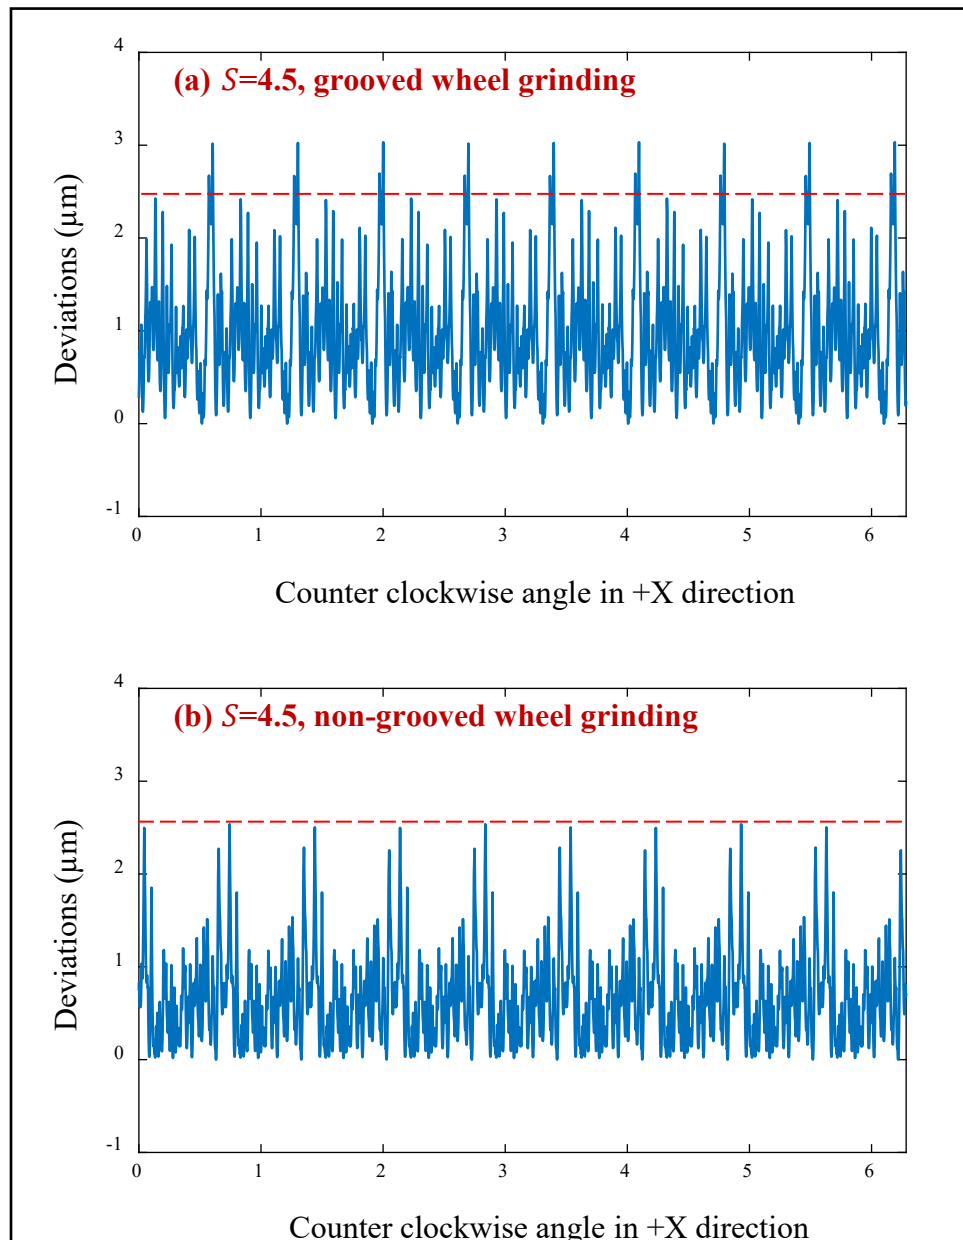 (a) S=4.5, grooved wheel grinding
4
3
2
1
0
-1
Deviations (µm)
0 1 2 3 4 5 6
Counter clockwise angle in +X direction
(b) S=4.5, non-grooved wheel grinding
4
3
2
1
0
-1
Deviations (µm)
0 1 2 3 4 5 6
Counter clockwise angle in +X direction